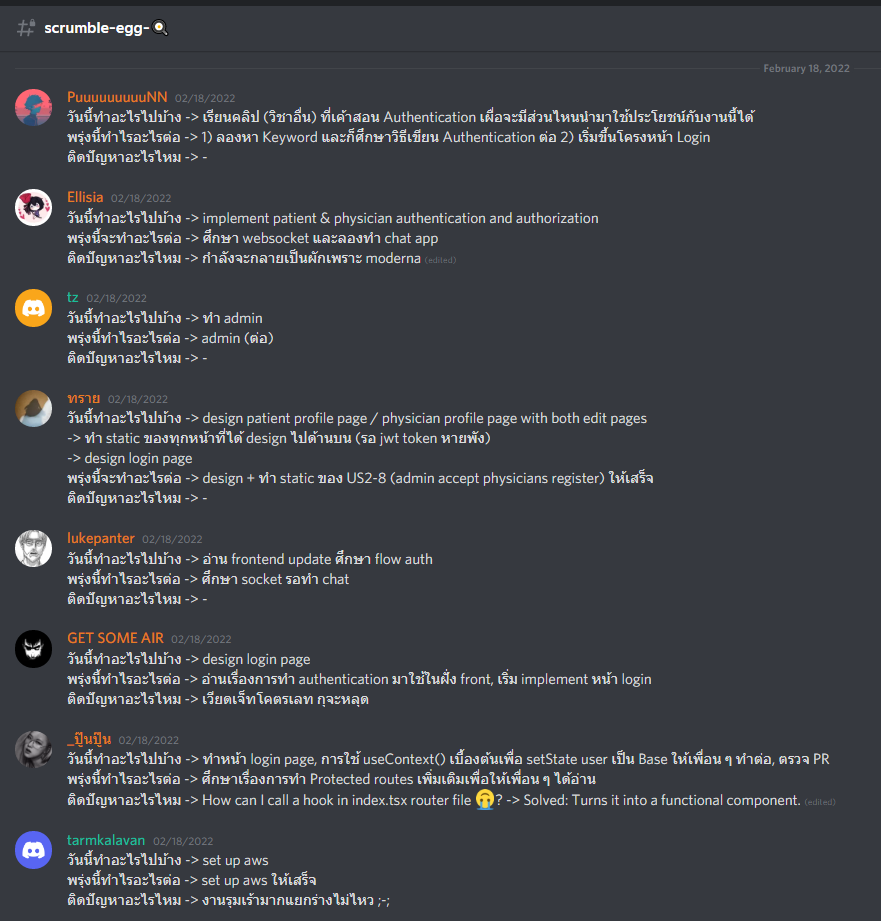 scrumble-egg-🍳
February 18, 2022
PuuuuuuuuuNN 02/18/2022
วันนี้ทำอะไรไปบ้าง -> เรียนคลิป (วิชาอื่น) ที่เค้าสอน Authentication เผื่อจะมีส่วนไหนนำมาใช้ประโยชน์กับงานนี้ได้
พรุ่งนี้ทำไรอะไรต่อ -> 1) ลองหา Keyword และก็ศึกษาวิธีเขียน Authentication ต่อ 2) เริ่มขึ้นโครงหน้า Login
ติดปัญหาอะไรไหม -> -
Ellisia 02/18/2022
วันนี้ทำอะไรไปบ้าง -> implement patient & physician authentication and authorization
พรุ่งนี้จะทำอะไรต่อ -> ศึกษา websocket และลองทำ chat app
ติดปัญหาอะไรไหม -> กำลังจะกลายเป็นผักเพราะ moderna (edited)
tz 02/18/2022
วันนี้ทำอะไรไปบ้าง -> ทำ admin
พรุ่งนี้ทำไรอะไรต่อ -> admin (ต่อ)
ติดปัญหาอะไรไหม -> -
ทราย 02/18/2022
วันนี้ทำอะไรไปบ้าง -> design patient profile page / physician profile page with both edit pages
-> ทำ static ของทุกหน้าที่ได้ design ไปด้านบน (รอ jwt token หายพัง)
-> design login page
พรุ่งนี้จะทำอะไรต่อ -> design + ทำ static ของ US2-8 (admin accept physicians register) ให้เสร็จ
ติดปัญหาอะไรไหม -> -
lukepanter 02/18/2022
วันนี้ทำอะไรไปบ้าง -> อ่าน frontend update ศึกษา flow auth
พรุ่งนี้ทำไรอะไรต่อ -> ศึกษา socket รอทำ chat
ติดปัญหาอะไรไหม -> -
GET SOME AIR 02/18/2022
วันนี้ทำอะไรไปบ้าง -> design login page
พรุ่งนี้ทำไรอะไรต่อ -> อ่านเรื่องการทำ authentication มาใช้ในฝั่ง front, เริ่ม implement หน้า login
ติดปัญหาอะไรไหม -> เวียตเจ็ทโคตรเลท กุจะหลุด
_ปุ๊นปุ๊น 02/18/2022
วันนี้ทำอะไรไปบ้าง -> ทำหน้า login page, การใช้ useContext() เบื้องต้นเพื่อ setState user เป็น Base ให้เพื่อน ๆ ทำต่อ, ตรวจ PR
พรุ่งนี้ทำไรอะไรต่อ -> ศึกษาเรื่องการทำ Protected routes เพิ่มเติมเพื่อให้เพื่อน ๆ ได้อ่าน
ติดปัญหาอะไรไหม -> How can I call a hook in index.tsx router file 😭? -> Solved: Turns it into a functional component. (edited)
tarmkalavan 02/18/2022
วันนี้ทำอะไรไปบ้าง -> set up aws
พรุ่งนี้ทำไรอะไรต่อ -> set up aws ให้เสร็จ
ติดปัญหาอะไรไหม -> งานรุมเร้ามากแยกร่างไม่ไหว ;-;